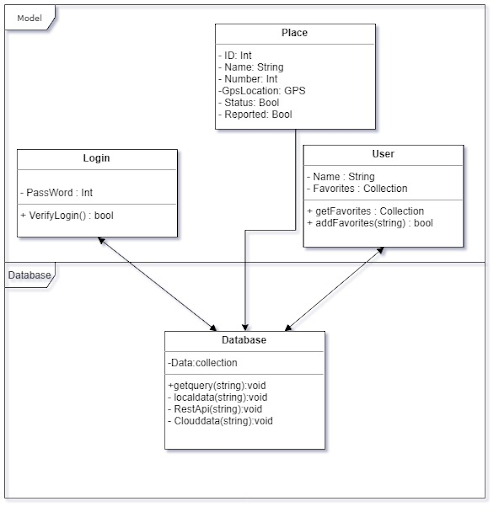 Model
Place
- ID: Int
- Name: String
- Number: Int
-GpsLocation: GPS
- Status: Bool
- Reported: Bool
Login
- PassWord : Int
+ VerifyLogin() : bool
User
- Name : String
- Favorites : Collection
+ getFavorites : Collection
+ addFavorites(string) : bool
Database
Database
-Data:collection
+getquery(string):void
- localdata(string):void
- RestApi(string):void
- Clouddata(string):void